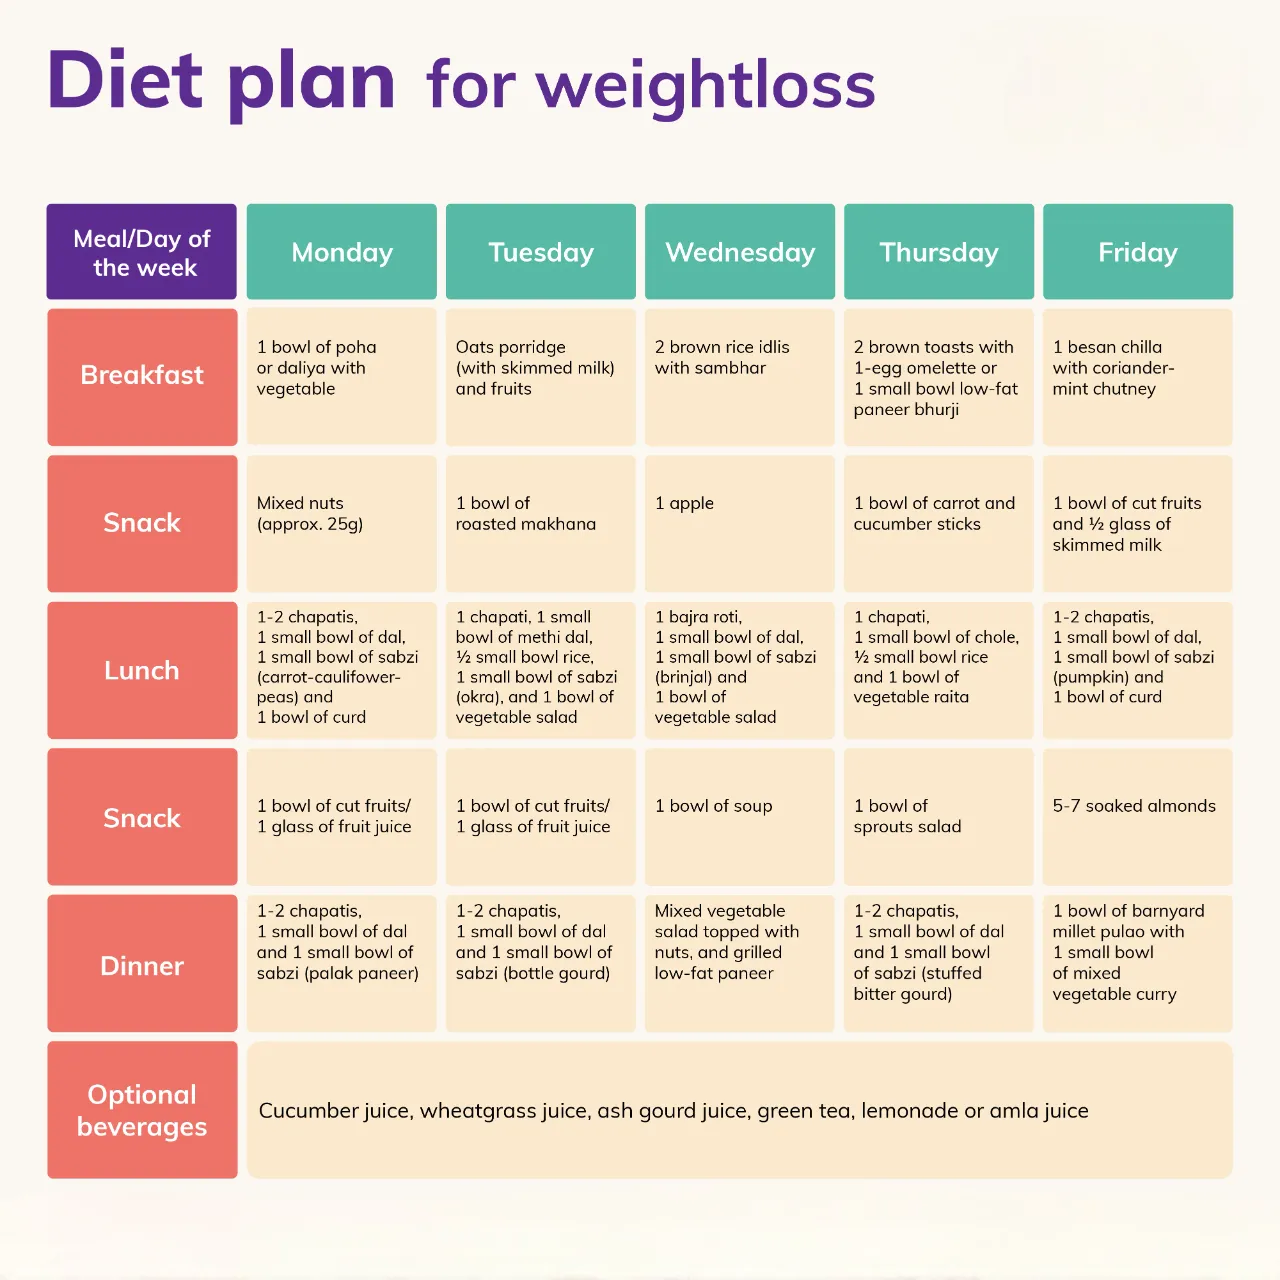 Diet plan for weightloss
Meal/Day of
the week
Monday
Tuesday
Wednesday
Thursday
Friday
Breakfast
1 bowl of poha
or daliya with
vegetable
Oats porridge
(with skimmed milk)
and fruits
2 brown rice idlis
with sambhar
2 brown toasts with
1-egg omelette or
1 small bowl low-fat
paneer bhurji
1 besan chilla
with coriander-
mint chutney
Snack
Mixed nuts
(approx. 25g)
1 bowl of
roasted makhana
1 apple
1 bowl of carrot and
cucumber sticks
1 bowl of cut fruits
and ½ glass of
skimmed milk
Lunch
1-2 chapatis,
1 small bowl of dal,
1 small bowl of sabzi
(carrot-caulifower-
peas) and
1 bowl of curd
1 chapati, 1 small
bowl of methi dal,
½ small bowl rice,
1 small bowl of sabzi
(okra), and 1 bowl of
vegetable salad
1 bajra roti,
1 small bowl of dal,
1 small bowl of sabzi
(brinjal) and
1 bowl of
vegetable salad
1 chapati,
1 small bowl of chole,
½ small bowl rice
and 1 bowl of
vegetable raita
1-2 chapatis,
1 small bowl of dal,
1 small bowl of sabzi
(pumpkin) and
1 bowl of curd
Snack
1 bowl of cut fruits/
1 glass of fruit juice
1 bowl of cut fruits/
1 glass of fruit juice
1 bowl of soup
1 bowl of
sprouts salad
5-7 soaked almonds
Dinner
1-2 chapatis,
1 small bowl of dal
and 1 small bowl of
sabzi (palak paneer)
1-2 chapatis,
1 small bowl of dal
and 1 small bowl of
sabzi (bottle gourd)
Mixed vegetable
salad topped with
nuts, and grilled
low-fat paneer
1-2 chapatis,
1 small bowl of dal
and 1 small bowl
of sabzi (stuffed
bitter gourd)
1 bowl of barnyard
millet pulao with
1 small bowl
of mixed
vegetable curry
Optional
beverages
Cucumber juice, wheatgrass juice, ash gourd juice, green tea, lemonade or amla juice